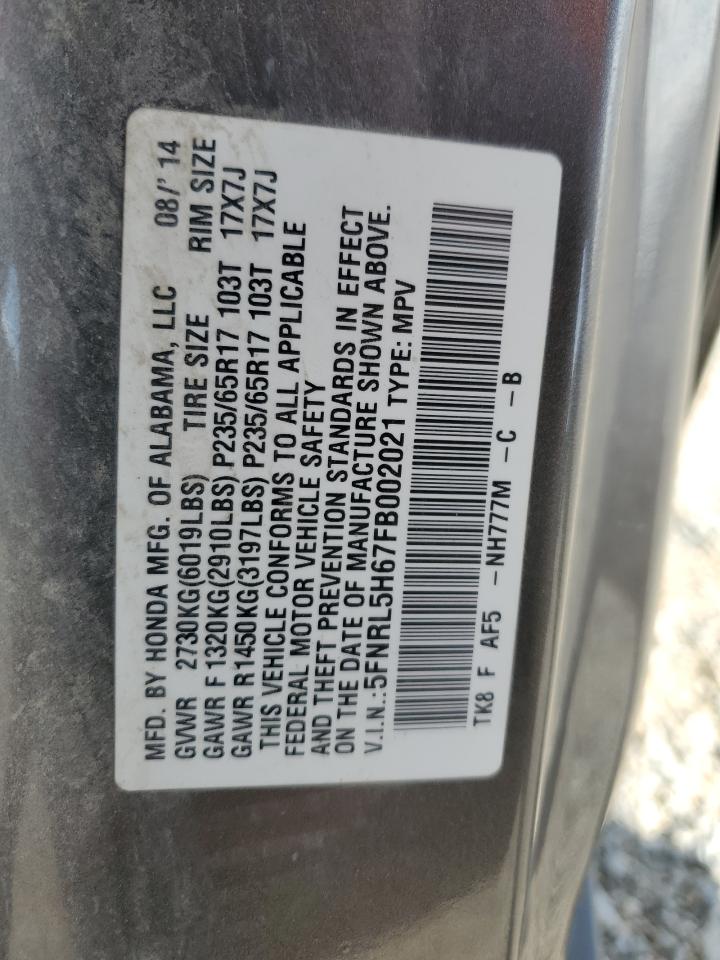 MFD. BY HONDA MFG. OF ALABAMA, LLC 08/'14
GVWR 2730KG(6019LBS) TIRE SIZE RIM SIZE
GAWR F 1320KG(2910LBS) P235/65R17 103T 17X7J
GAWR R1450KG(3197LBS) P235/65R17 103T 17X7J
THIS VEHICLE CONFORMS TO ALL APPLICABLE
FEDERAL MOTOR VEHICLE SAFETY
AND THEFT PREVENTION STANDARDS IN EFFECT
ON THE DATE OF MANUFACTURE SHOWN ABOVE.
V.I.N.:5FNRL5H67FB002021 TYPE: MPV
TK8 F AF5 -NH777M -C -B